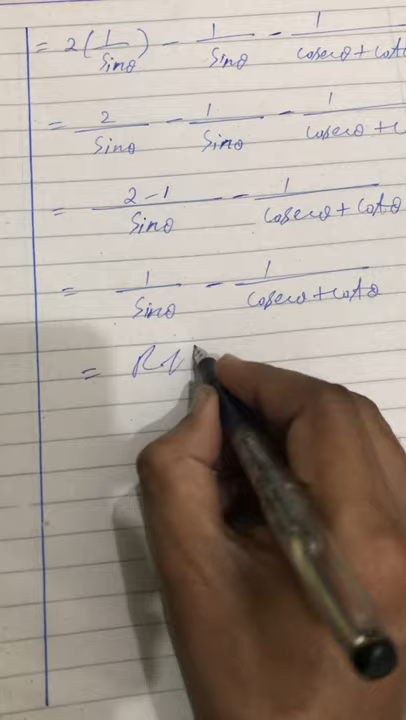 = 2(1/sinθ) - 1/sinθ - 1/cosecθ + cotθ
= 2/sinθ - 1/sinθ - 1/cosecθ + c
= 2-1/sinθ - 1/cosecθ + cotθ
= 1/sinθ - 1/cosecθ + cotθ
= R.H